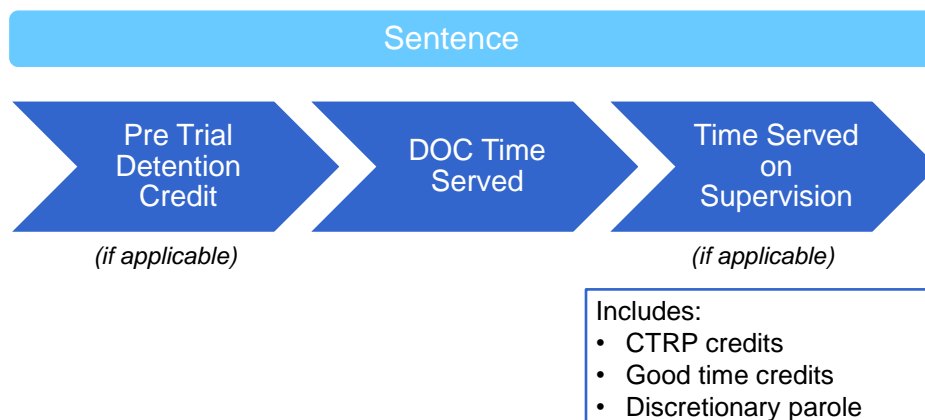 Sentence
Pre Trial
Detention
Credit
DOC Time
Served
Time Served
on
Supervision
(if applicable)
(if applicable)
Includes:
• CTRP credits
• Good time credits
• Discretionary parole